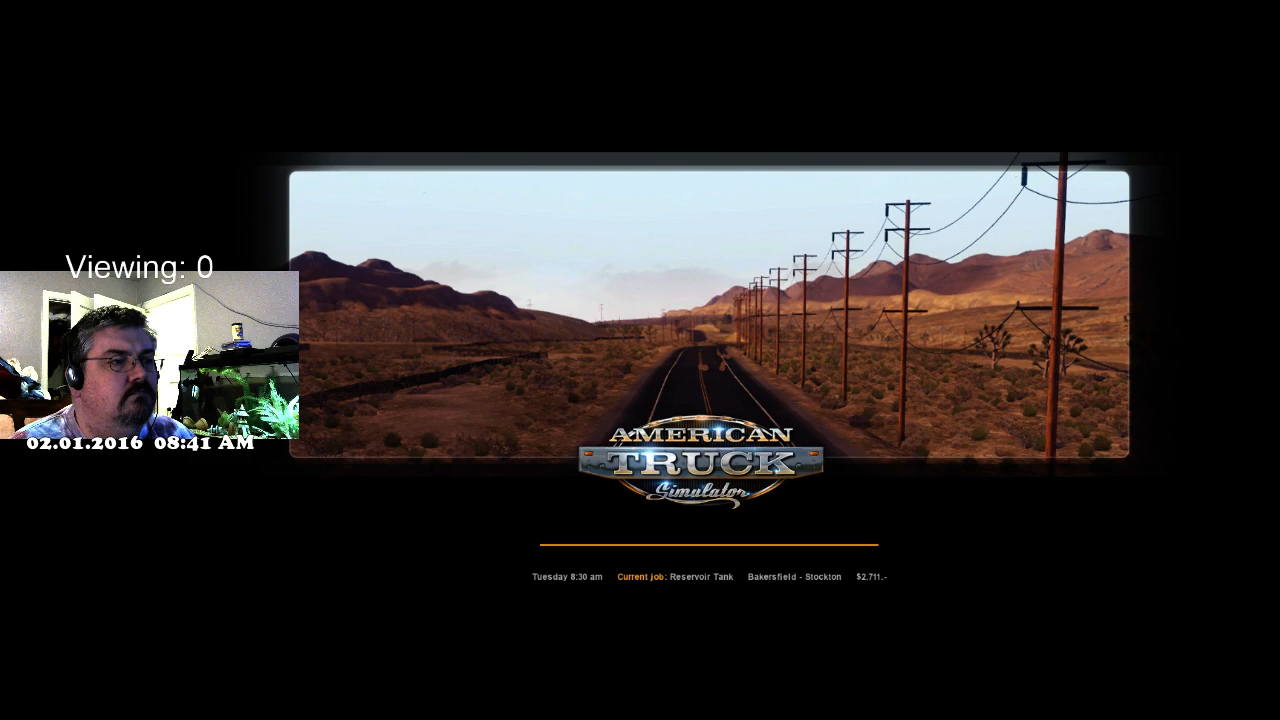 Viewing: 0
02.01.2016 08:41 AM
AMERICAN
TRUCK
Simulator
Tuesday 8:30 am Current job: Reservoir Tank Bakersfield - Stockton $2,711.-